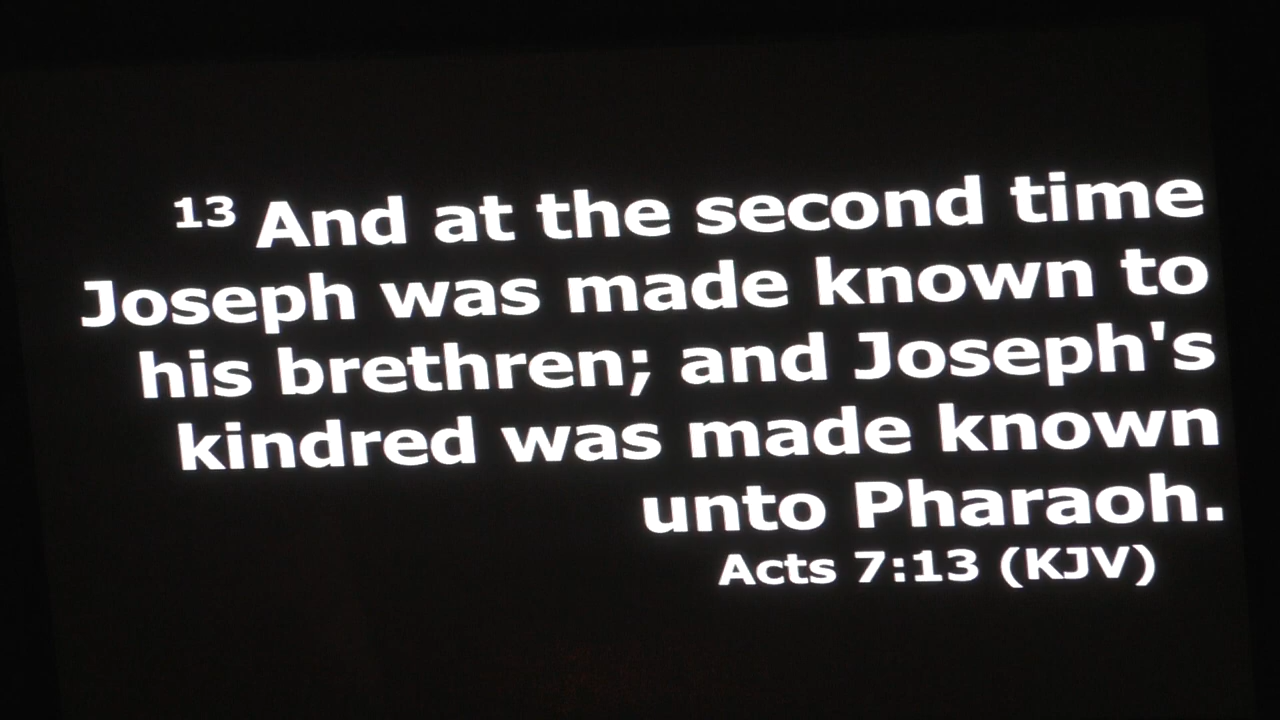 13 And at the second time
Joseph was made known to
his brethren; and Joseph's
kindred was made known
unto Pharaoh.
Acts 7:13 (KJV)